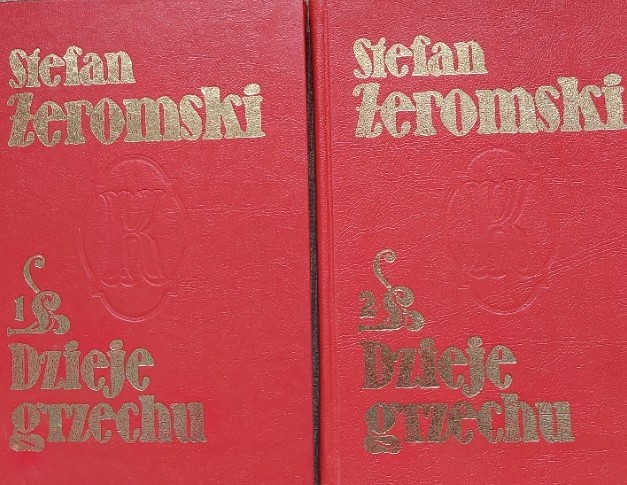 Stefan
Żeromski
K
1
Dzieje
grzechu
Stefan
Żeromski
K
2
Dzieje
grzechu